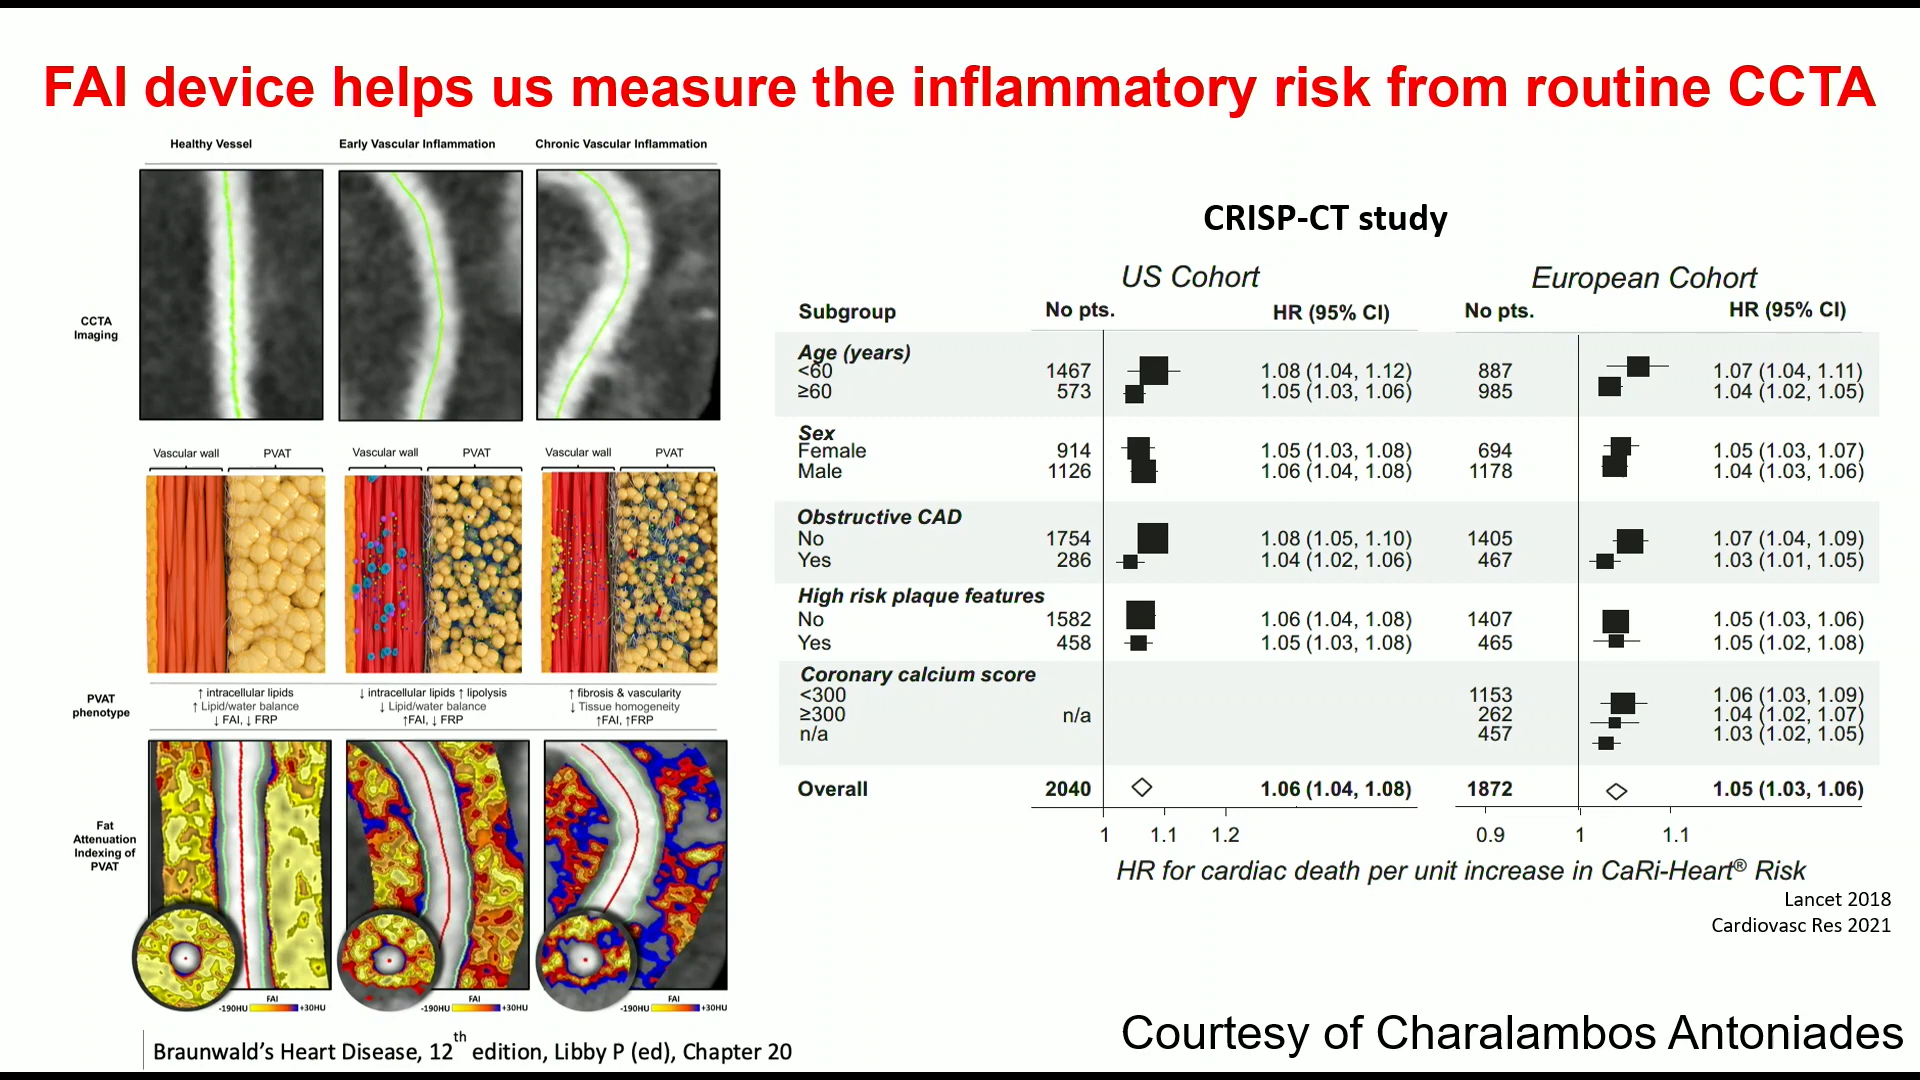 FAI device helps us measure the inflammatory risk from routine CCTA
Healthy Vessel
Early Vascular Inflammation
Chronic Vascular Inflammation
CCTA
Imaging
Vascular wall
PVAT
Vascular wall
PVAT
Vascular wall
PVAT
PVAT
phenotype
↑ intracellular lipids
↑ Lipid/water balance
↓ FAI, ↓ FRP
↓ intracellular lipids ↑ lipolysis
↓ Lipid/water balance
↑FAI, ↓ FRP
↑ fibrosis & vascularity
↓ Tissue homogeneity
↑FAI, ↑FRP
Fat
Attenuation
Indexing of
PVAT
FAI
-190HU +30HU
FAI
-190HU +30HU
FAI
-190HU +30HU
Braunwald's Heart Disease, 12th edition, Libby P (ed), Chapter 20
CRISP-CT study
US Cohort European Cohort
Subgroup No pts. HR (95% CI) No pts. HR (95% CI)
Age (years)
<60 1467 1.08 (1.04, 1.12) 887 1.07 (1.04, 1.11)
≥60 573 1.05 (1.03, 1.06) 985 1.04 (1.02, 1.05)
Sex
Female 914 1.05 (1.03, 1.08) 694 1.05 (1.03, 1.07)
Male 1126 1.06 (1.04, 1.08) 1178 1.04 (1.03, 1.06)
Obstructive CAD
No 1754 1.08 (1.05, 1.10) 1405 1.07 (1.04, 1.09)
Yes 286 1.04 (1.02, 1.06) 467 1.03 (1.01, 1.05)
High risk plaque features
No 1582 1.06 (1.04, 1.08) 1407 1.05 (1.03, 1.06)
Yes 458 1.05 (1.03, 1.08) 465 1.05 (1.02, 1.08)
Coronary calcium score
<300 1153 1.06 (1.03, 1.09)
≥300 n/a 262 1.04 (1.02, 1.07)
n/a 457 1.03 (1.02, 1.05)
Overall 2040 1.06 (1.04, 1.08) 1872 1.05 (1.03, 1.06)
1 1.1 1.2 0.9 1 1.1
HR for cardiac death per unit increase in CaRi-Heart® Risk
Lancet 2018
Cardiovasc Res 2021
Courtesy of Charalambos Antoniades